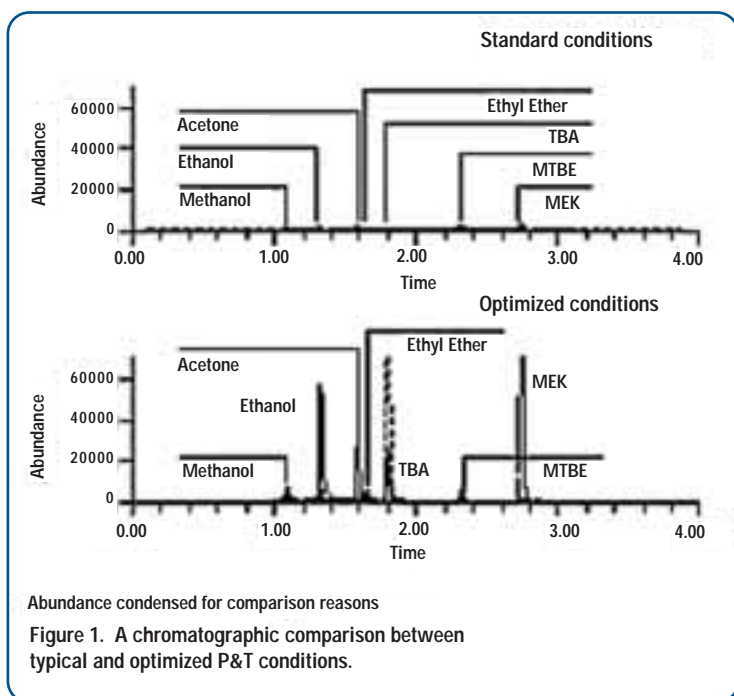 Standard conditions
Abundance
60000
40000
20000
0
Acetone
Ethanol
Methanol
Ethyl Ether
TBA
MTBE
MEK
0.00 1.00 2.00 3.00 4.00
Time
Optimized conditions
Abundance
60000
40000
20000
0
Acetone
Ethanol
Methanol
Ethyl Ether
TBA
MEK
MTBE
0.00 1.00 2.00 3.00 4.00
Time
Abundance condensed for comparison reasons
Figure 1. A chromatographic comparison between
typical and optimized P&T conditions.